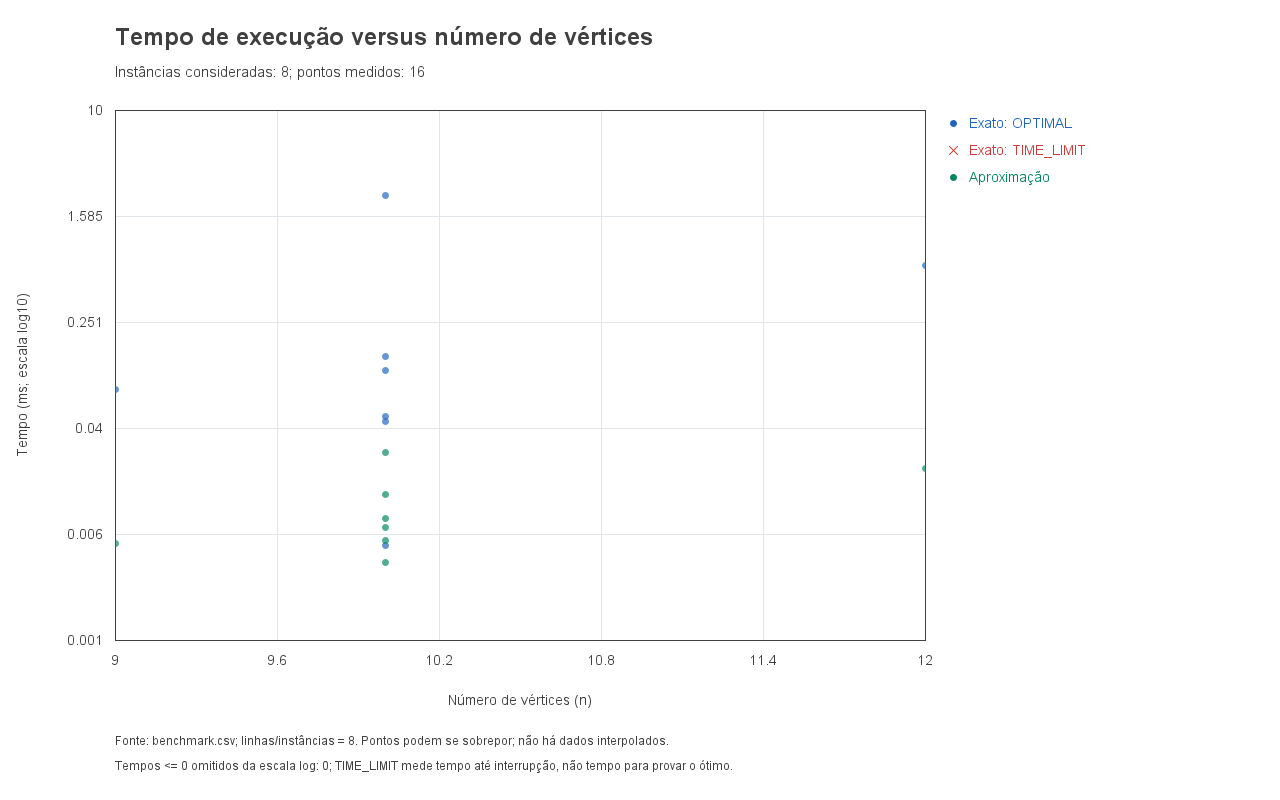 Tempo de execução versus número de vértices
Instâncias consideradas: 8; pontos medidos: 16
10
1.585
0.251
0.04
0.006
0.001
Tempo (ms; escala log10)
9
9.6
10.2
10.8
11.4
12
Número de vértices (n)
Exato: OPTIMAL
Exato: TIME_LIMIT
Aproximação
Fonte: benchmark.csv; linhas/instâncias = 8. Pontos podem se sobrepor; não há dados interpolados.
Tempos <= 0 omitidos da escala log: 0; TIME_LIMIT mede tempo até interrupção, não tempo para provar o ótimo.